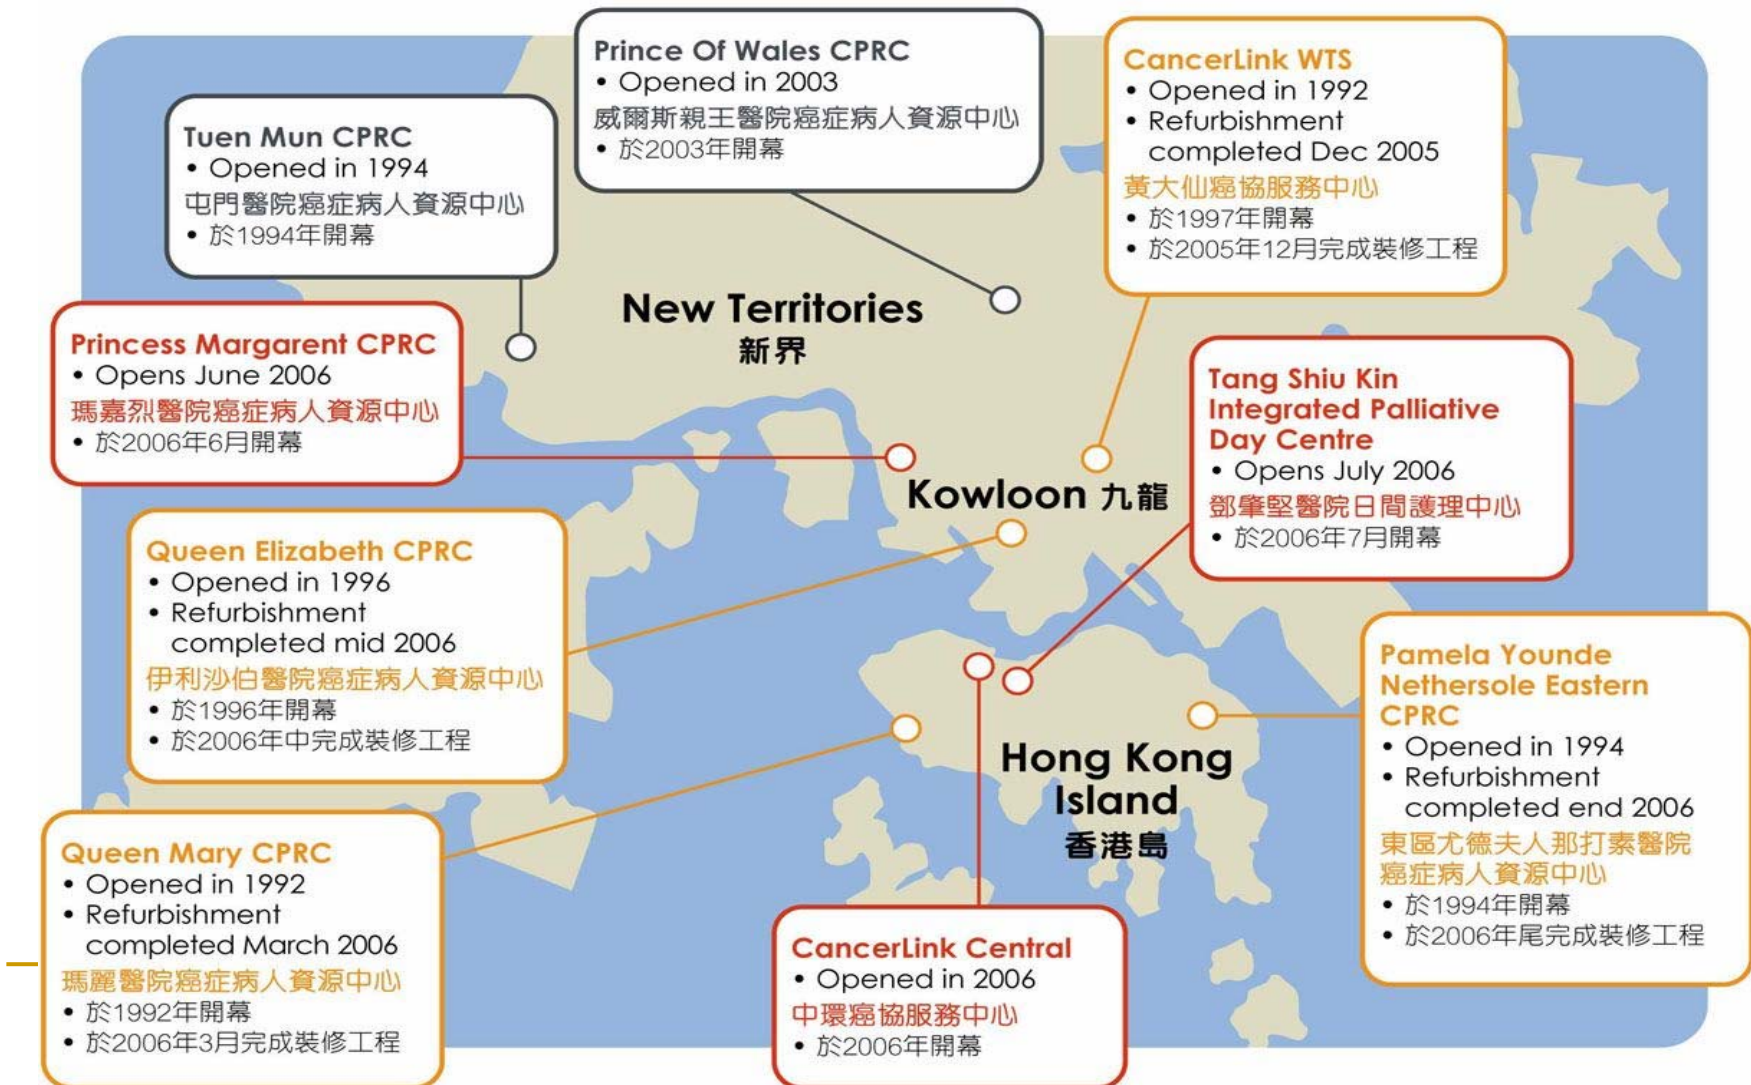 Prince Of Wales CPRC
• Opened in 2003
威爾斯親王醫院癌症病人資源中心
• 於2003年開幕
CancerLink WTS
• Opened in 1992
• Refurbishment
completed Dec 2005
黃大仙癌協服務中心
• 於1997年開幕
• 於2005年12月完成裝修工程
Tuen Mun CPRC
• Opened in 1994
屯門醫院癌症病人資源中心
• 於1994年開幕
New Territories
新界
Princess Margarent CPRC
• Opens June 2006
瑪嘉烈醫院癌症病人資源中心
• 於2006年6月開幕
Tang Shiu Kin
Integrated Palliative
Day Centre
• Opens July 2006
鄧肇堅醫院日間護理中心
• 於2006年7月開幕
Kowloon 九龍
Queen Elizabeth CPRC
• Opened in 1996
• Refurbishment
completed mid 2006
伊利沙伯醫院癌症病人資源中心
• 於1996年開幕
• 於2006年中完成裝修工程
Pamela Younde
Nethersole Eastern
CPRC
• Opened in 1994
• Refurbishment
completed end 2006
東區尤德夫人那打素醫院
癌症病人資源中心
• 於1994年開幕
• 於2006年尾完成裝修工程
Hong Kong
Island
香港島
Queen Mary CPRC
• Opened in 1992
• Refurbishment
completed March 2006
瑪麗醫院癌症病人資源中心
• 於1992年開幕
• 於2006年3月完成裝修工程
CancerLink Central
• Opened in 2006
中環癌協服務中心
• 於2006年開幕